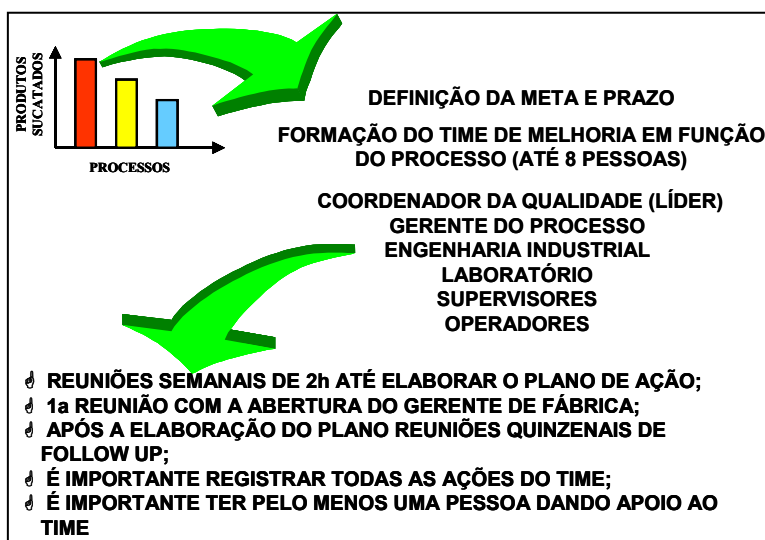 PRODUTOS
SUCATADOS
PROCESSOS
DEFINIÇÃO DA META E PRAZO
FORMAÇÃO DO TIME DE MELHORIA EM FUNÇÃO
DO PROCESSO (ATÉ 8 PESSOAS)
COORDENADOR DA QUALIDADE (LÍDER)
GERENTE DO PROCESSO
ENGENHARIA INDUSTRIAL
LABORATÓRIO
SUPERVISORES
OPERADORES
REUNIÕES SEMANAIS DE 2h ATÉ ELABORAR O PLANO DE AÇÃO;
1a REUNIÃO COM A ABERTURA DO GERENTE DE FÁBRICA;
APÓS A ELABORAÇÃO DO PLANO REUNIÕES QUINZENAIS DE
FOLLOW UP;
É IMPORTANTE REGISTRAR TODAS AS AÇÕES DO TIME;
É IMPORTANTE TER PELO MENOS UMA PESSOA DANDO APOIO AO
TIME